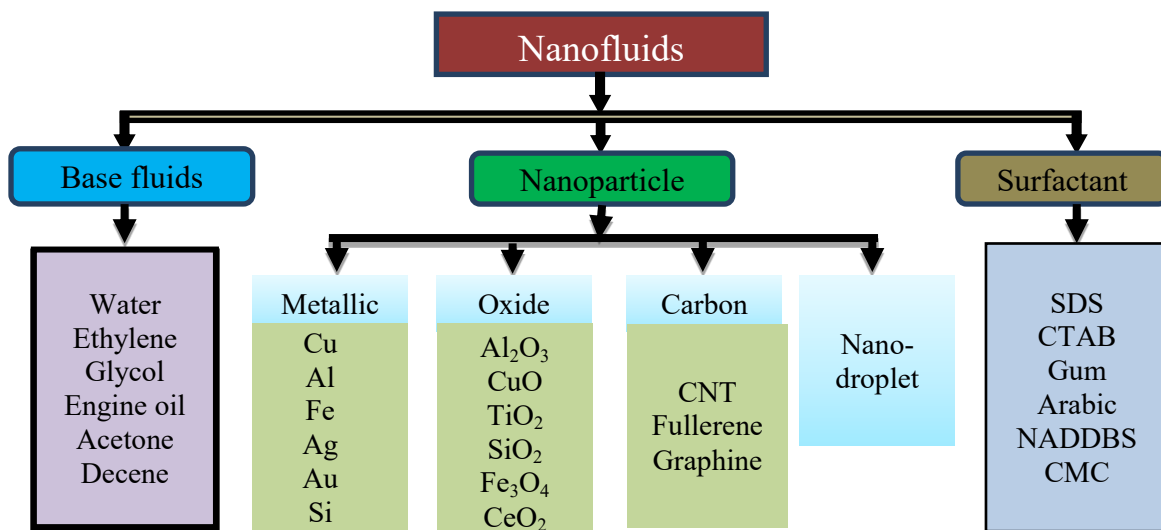 Nanofluids
Base fluids
Nanoparticle
Surfactant
Water
Ethylene
Glycol
Engine oil
Acetone
Decene
Metallic
Cu
Al
Fe
Ag
Au
Si
Oxide
Al₂O₃
CuO
TiO₂
SiO₂
Fe₃O₄
CeO₂
Carbon
CNT
Fullerene
Graphine
Nano-
droplet
SDS
CTAB
Gum
Arabic
NADDBS
CMC